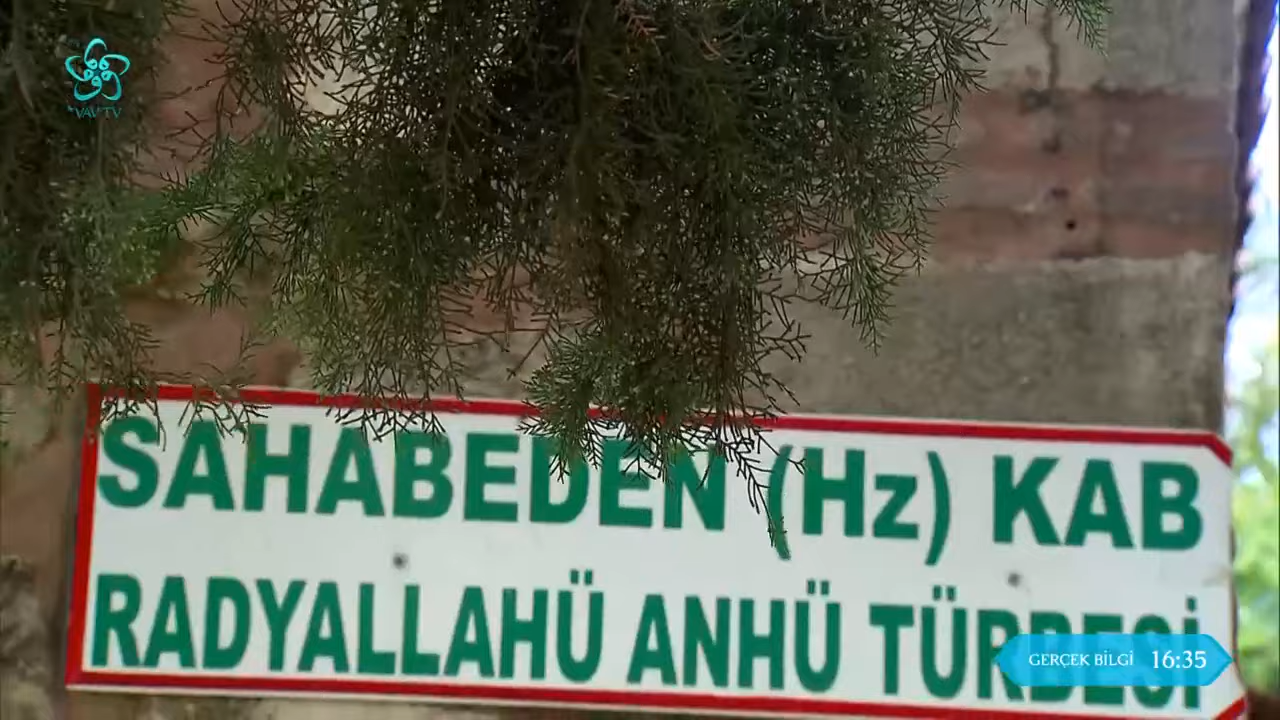 VAV TV
SAHABEDEN (Hz) KAB
RADYALLAHÜ ANHÜ TÜRBESİ
GERÇEK BİLGİ 16:35